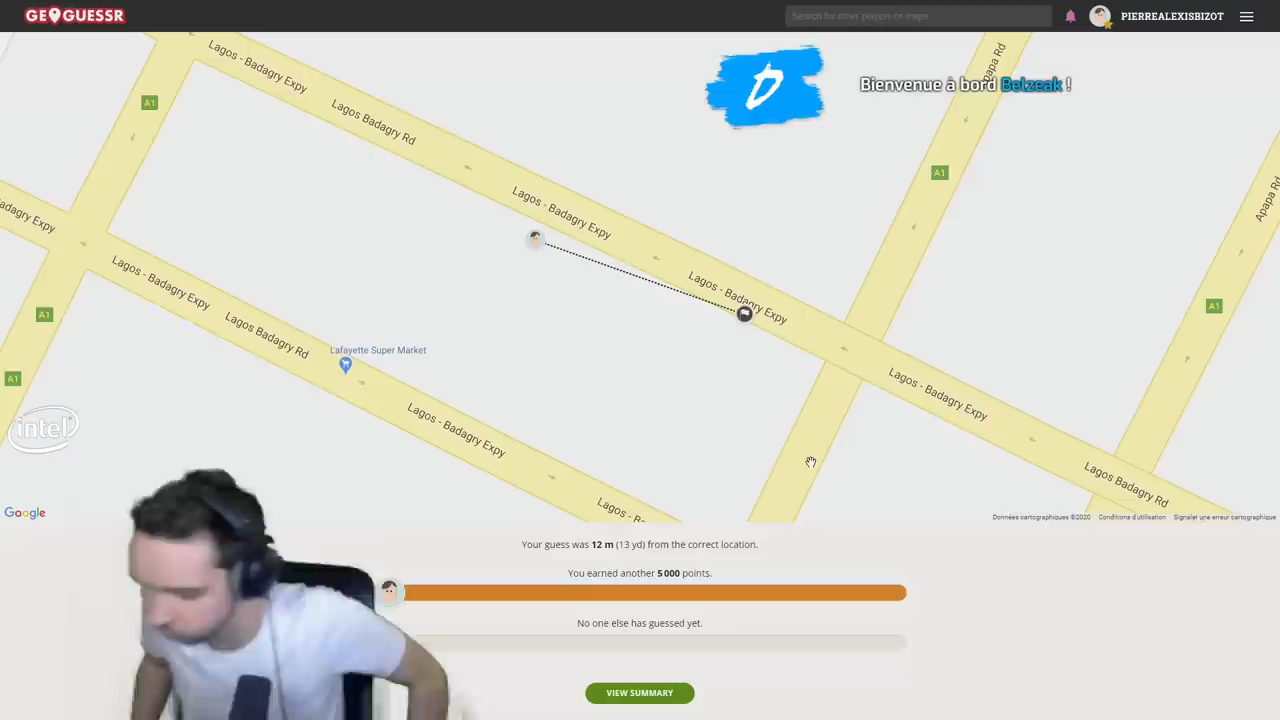 GEOGUESSR
Search for other players or maps
PIERREALEXISBIZOT
Lagos - Badagry Expy
Lagos Badagry Rd
Lagos - Badagry Expy
Lagos - Badagry Expy
Lagos - Badagry Expy
Lagos Badagry Rd
A1
A1
A1
A1
A1
apa Rd
Apapa Rd
D
Bienvenue à bord Belzeak !
adagry Expy
Lagos - Badagry Expy
Lagos Badagry Rd
Lagos - Badagry Expy
Lagos - B
Lafayette Super Market
intel
Google
Données cartographiques ©2020 Conditions d'utilisation Signaler une erreur cartographique
Your guess was 12 m (13 yd) from the correct location.
You earned another 5 000 points.
No one else has guessed yet.
VIEW SUMMARY